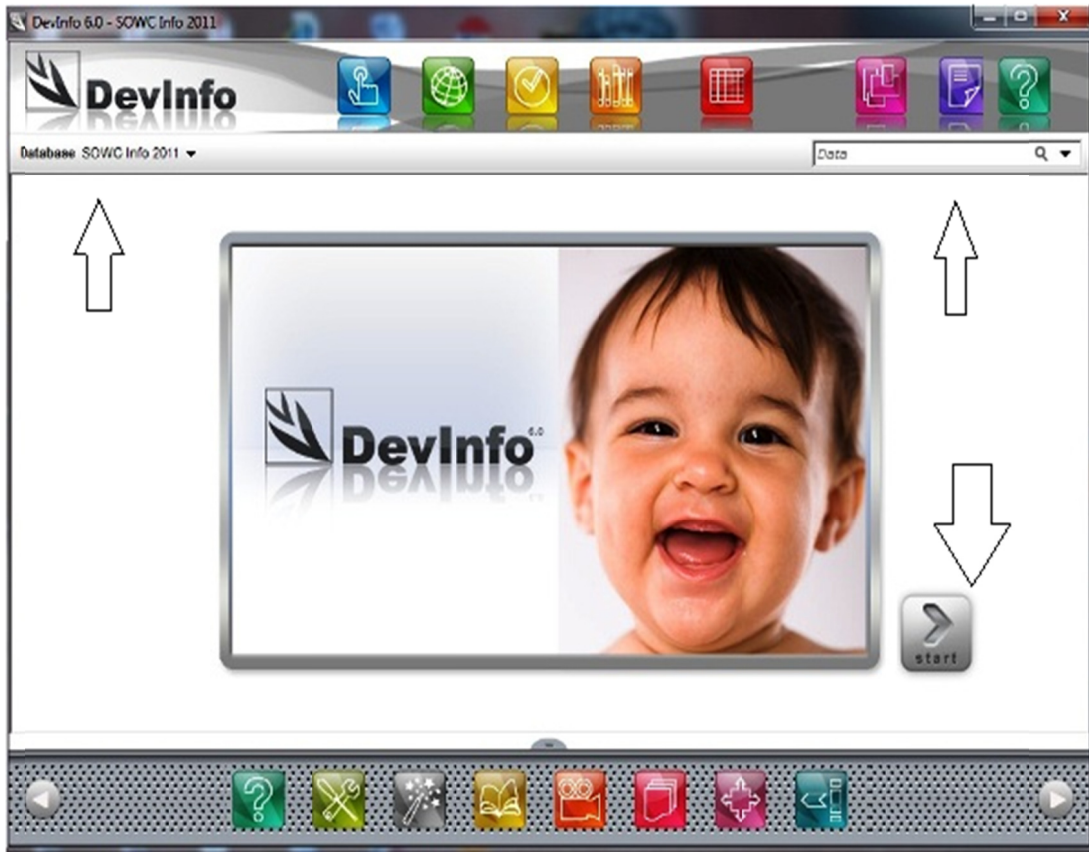 DevInfo 6.0 - SOWC Info 2011
DevInfo
Database SOWC Info 2011
Data
DevInfo 6.0
start